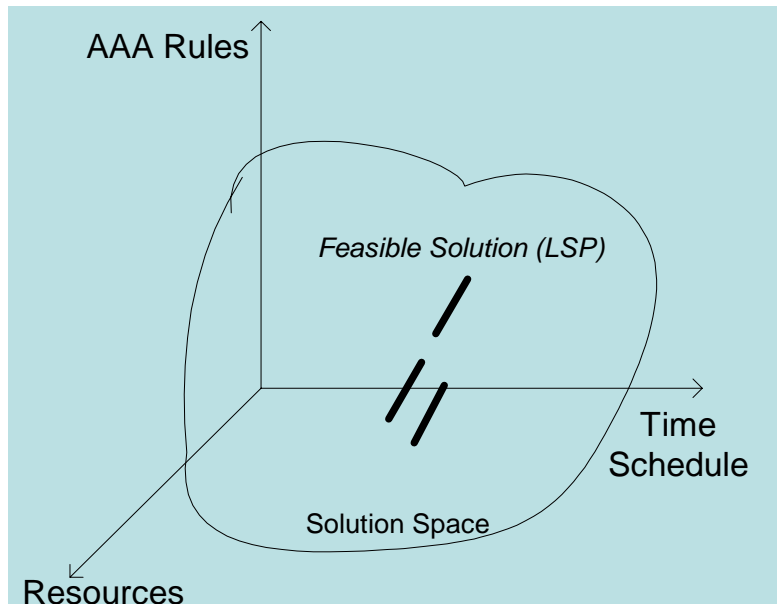 AAA Rules
Feasible Solution (LSP)
Time
Schedule
Solution Space
Resources